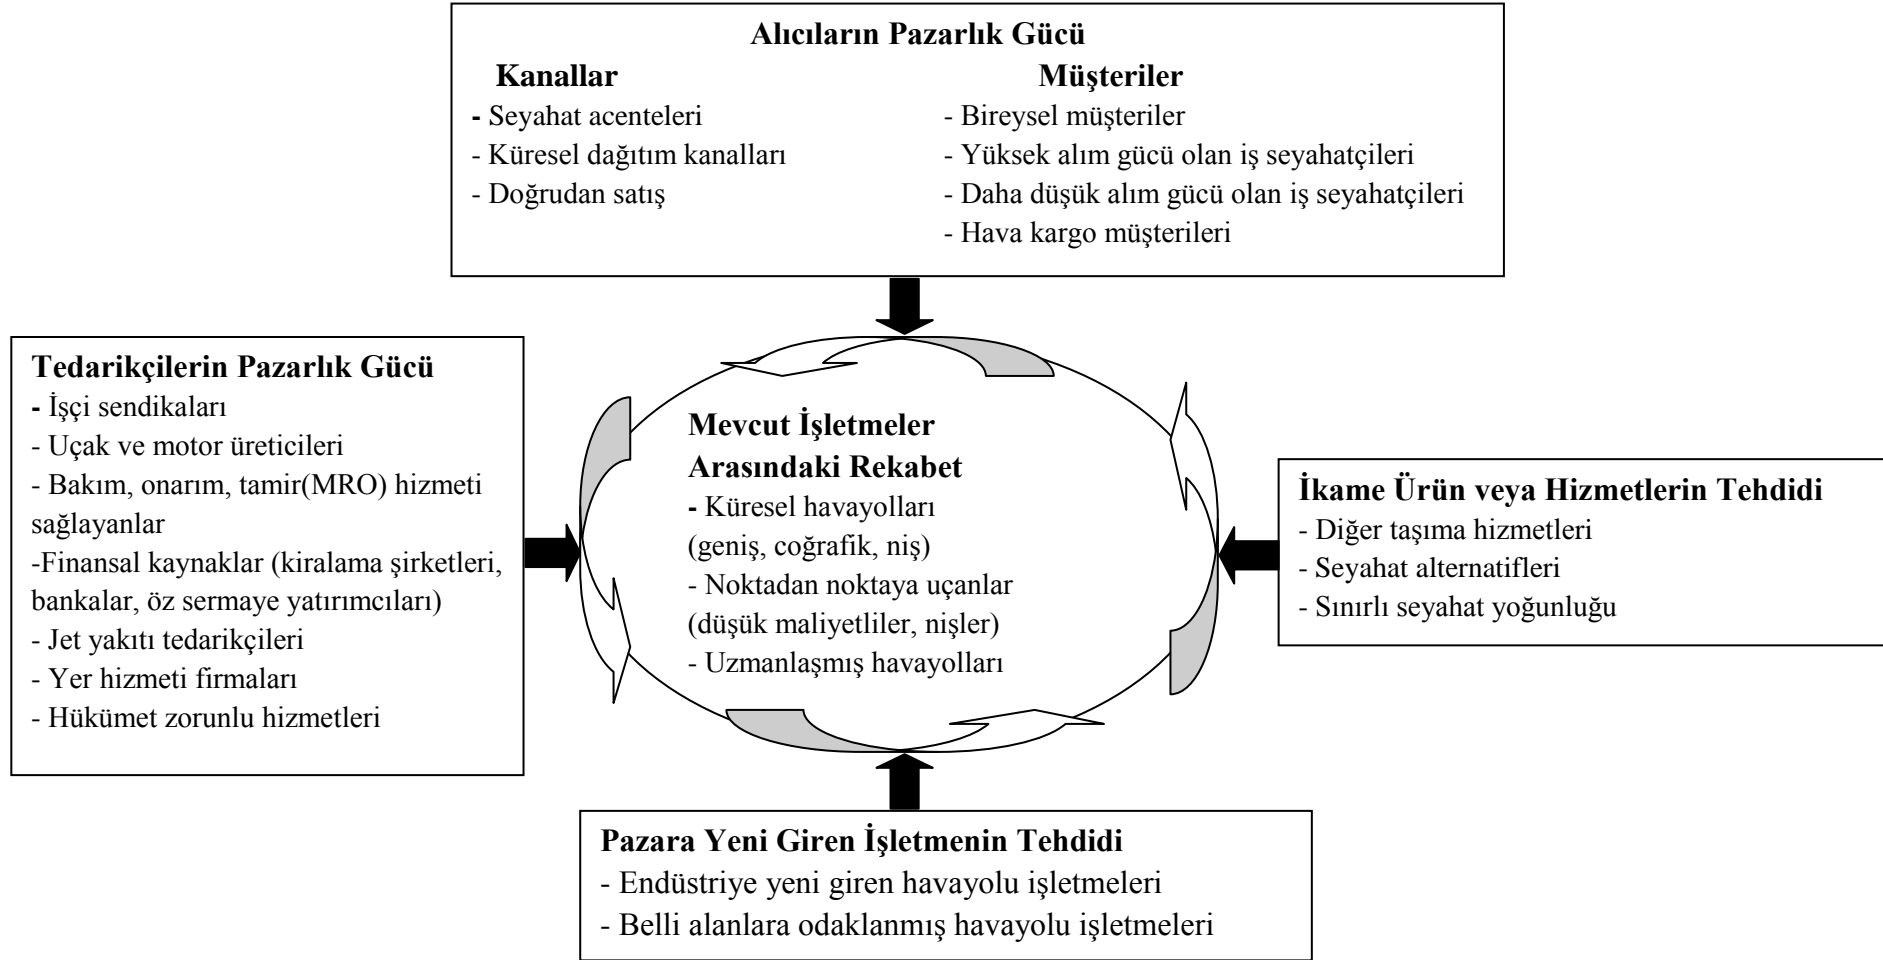 Alıcıların Pazarlık Gücü
Kanallar
- Seyahat acenteleri
- Küresel dağıtım kanalları
- Doğrudan satış
Müşteriler
- Bireysel müşteriler
- Yüksek alım gücü olan iş seyahatçileri
- Daha düşük alım gücü olan iş seyahatçileri
- Hava kargo müşterileri
Tedarikçilerin Pazarlık Gücü
- İşçi sendikaları
- Uçak ve motor üreticileri
- Bakım, onarım, tamir(MRO) hizmeti
sağlayanlar
-Finansal kaynaklar (kiralama şirketleri,
bankalar, öz sermaye yatırımcıları)
- Jet yakıtı tedarikçileri
- Yer hizmeti firmaları
- Hükümet zorunlu hizmetleri
Mevcut İşletmeler
Arasındaki Rekabet
- Küresel havayolları
(geniş, coğrafik, niş)
- Noktadan noktaya uçanlar
(düşük maliyetliler, nişler)
- Uzmanlaşmış havayolları
İkame Ürün veya Hizmetlerin Tehdidi
- Diğer taşıma hizmetleri
- Seyahat alternatifleri
- Sınırlı seyahat yoğunluğu
Pazara Yeni Giren İşletmenin Tehdidi
- Endüstriye yeni giren havayolu işletmeleri
- Belli alanlara odaklanmış havayolu işletmeleri